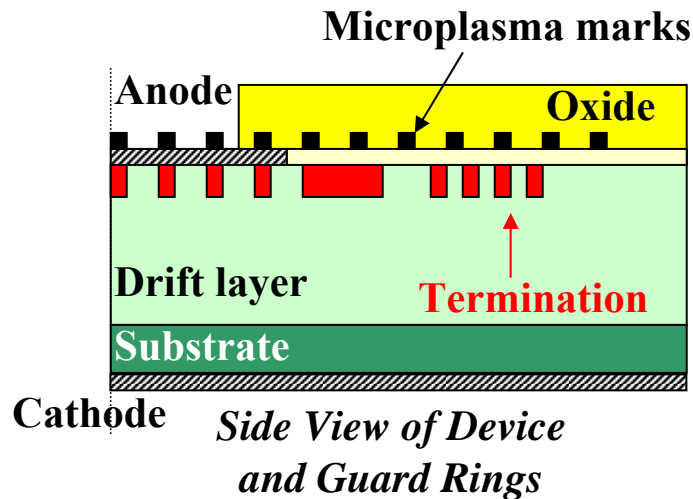 Microplasma marks
Anode
Oxide
Drift layer
Termination
Substrate
Cathode
Side View of Device
and Guard Rings